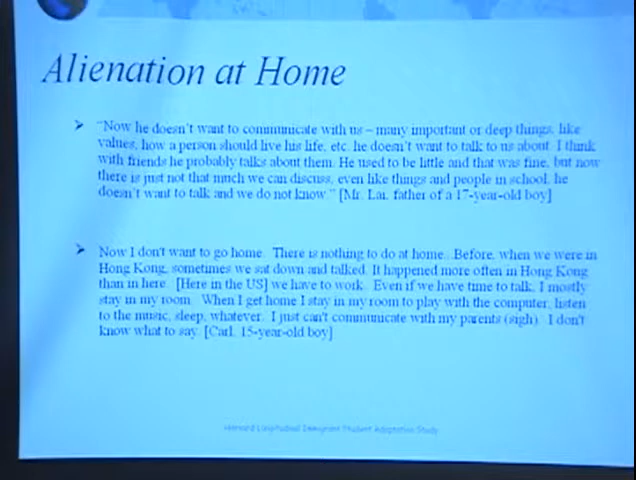 Alienation at Home
➤ "Now he doesn't want to communicate with us – many important or deep things, like
values, how a person should live his life, etc. he doesn't want to talk to us about. I think
with friends he probably talks about them. He used to be little and that was fine, but now
there is just not that much we can discuss, even like things and people in school, he
doesn't want to talk and we do not know." [Mr. Lai, father of a 17-year-old boy]
➤ Now I don't want to go home. There is nothing to do at home. Before, when we were in
Hong Kong, sometimes we sat down and talked. It happened more often in Hong Kong
than in here. [Here in the US] we have to work. Even if we have time to talk, I mostly
stay in my room. When I get home I stay in my room to play with the computer, listen
to the music, sleep, whatever. I just can't communicate with my parents (sigh). I don't
know what to say. [Carl, 15-year-old boy]
Harvard Longitudinal Immigrant Student Adaptation Study